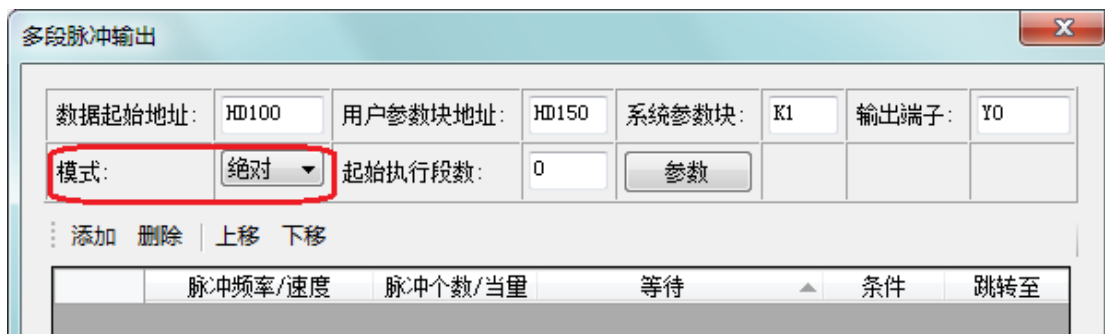 多段脉冲输出
数据起始地址: HD100 用户参数块地址: HD150 系统参数块: K1 输出端子: Y0
模式: 绝对 起始执行段数: 0 参数
添加 删除 上移 下移
脉冲频率/速度 脉冲个数/当量 等待 条件 跳转至